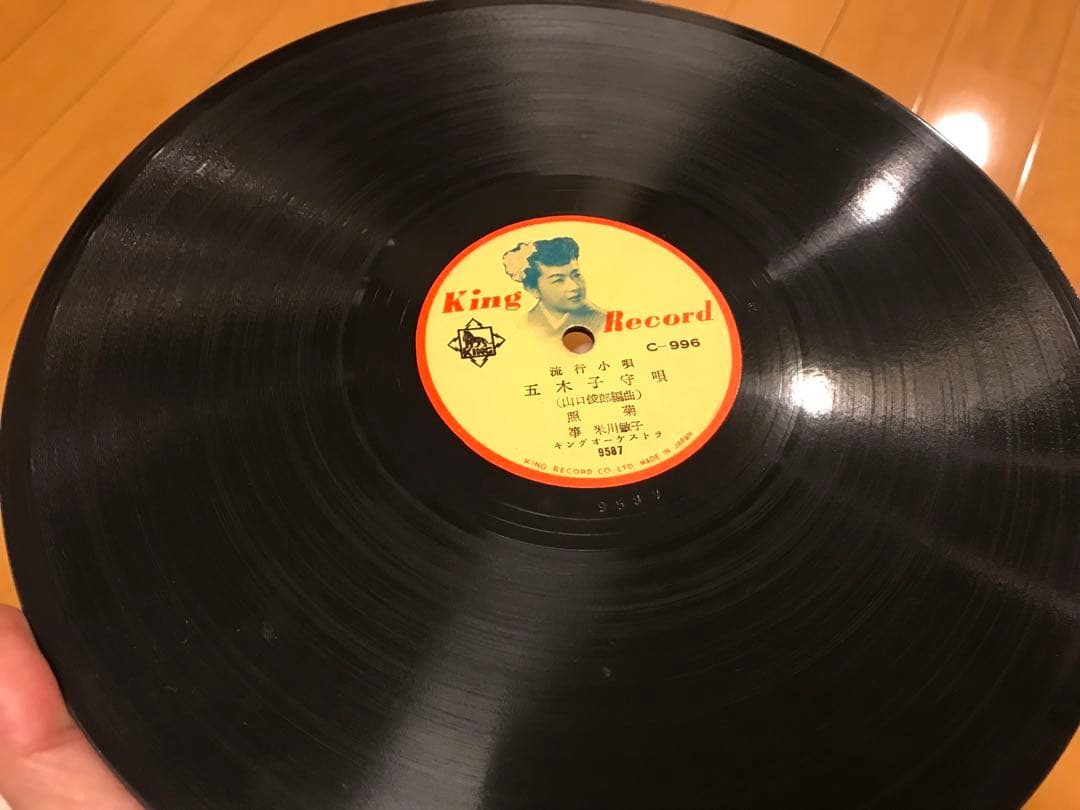 King
Record
KING
C-996
流行小唄
五木子守唄
(山口俊郎編曲)
照菊
箏 米川敏子
キングオーケストラ
9587
KING RECORD CO., LTD. MADE IN JAPAN